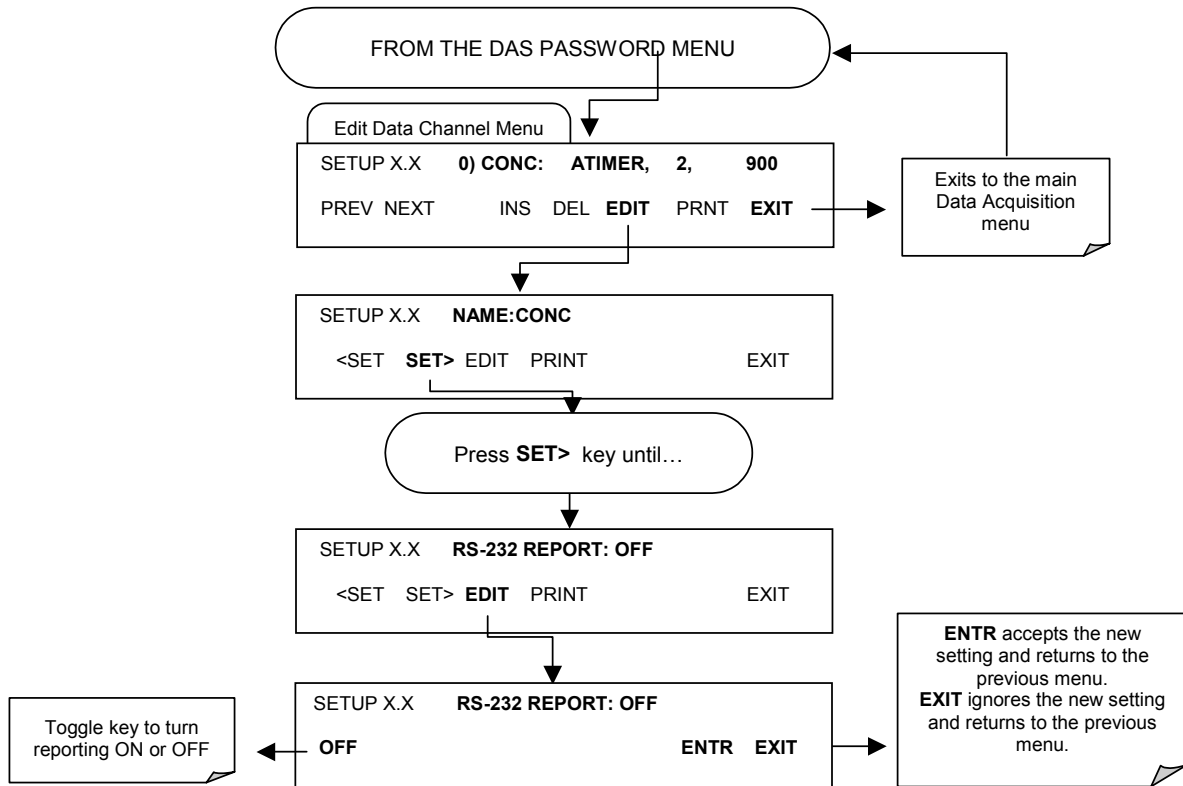 FROM THE DAS PASSWORD MENU
Edit Data Channel Menu
SETUP X.X 0) CONC: ATIMER, 2, 900
PREV NEXT INS DEL EDIT PRNT EXIT
Exits to the main
Data Acquisition
menu
SETUP X.X NAME:CONC
<SET SET> EDIT PRINT EXIT
Press SET> key until…
SETUP X.X RS-232 REPORT: OFF
<SET SET> EDIT PRINT EXIT
SETUP X.X RS-232 REPORT: OFF
OFF ENTR EXIT
Toggle key to turn
reporting ON or OFF
ENTR accepts the new
setting and returns to the
previous menu.
EXIT ignores the new setting
and returns to the previous
menu.